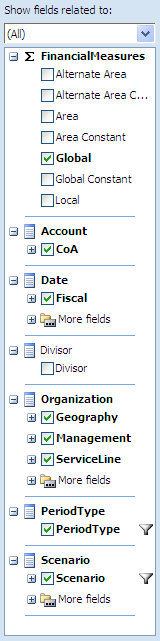 Show fields related to:
(All)
Σ FinancialMeasures
Alternate Area
Alternate Area C...
Area
Area Constant
Global
Global Constant
Local
Account
CoA
Date
Fiscal
More fields
Divisor
Divisor
Organization
Geography
Management
ServiceLine
More fields
PeriodType
PeriodType
Scenario
Scenario
More fields